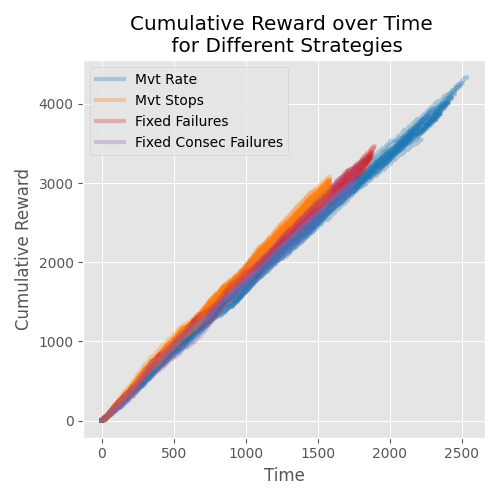 Cumulative Reward over Time
for Different Strategies
Mvt Rate
Mvt Stops
Fixed Failures
Fixed Consec Failures
Cumulative Reward
4000
3000
2000
1000
0
0 500 1000 1500 2000 2500
Time